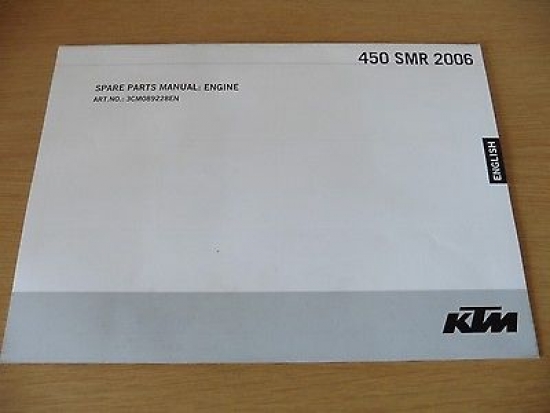 450 SMR 2006
SPARE PARTS MANUAL: ENGINE
ART.NO.: 3CM089228EN
ENGLISH
KTM